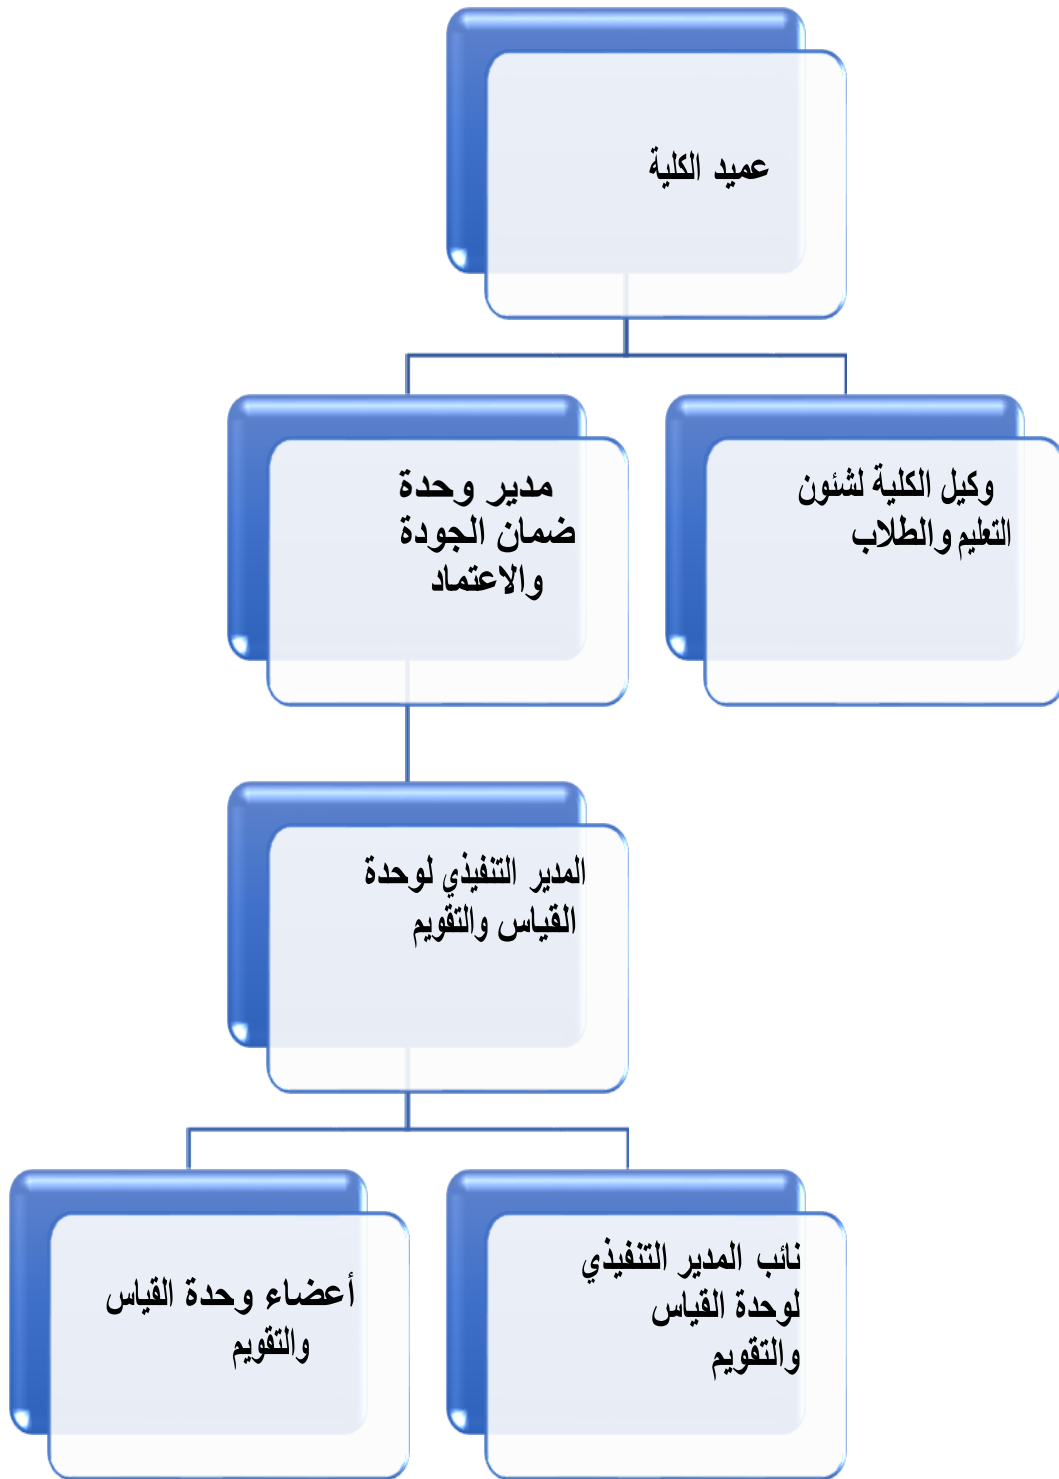 عميد الكلية
وكيل الكلية لشئون
التعليم والطلاب
مدير وحدة
ضمان الجودة
والاعتماد
المدير التنفيذي لوحدة
القياس والتقويم
نائب المدير التنفيذي
لوحدة القياس
والتقويم
أعضاء وحدة القياس
والتقويم